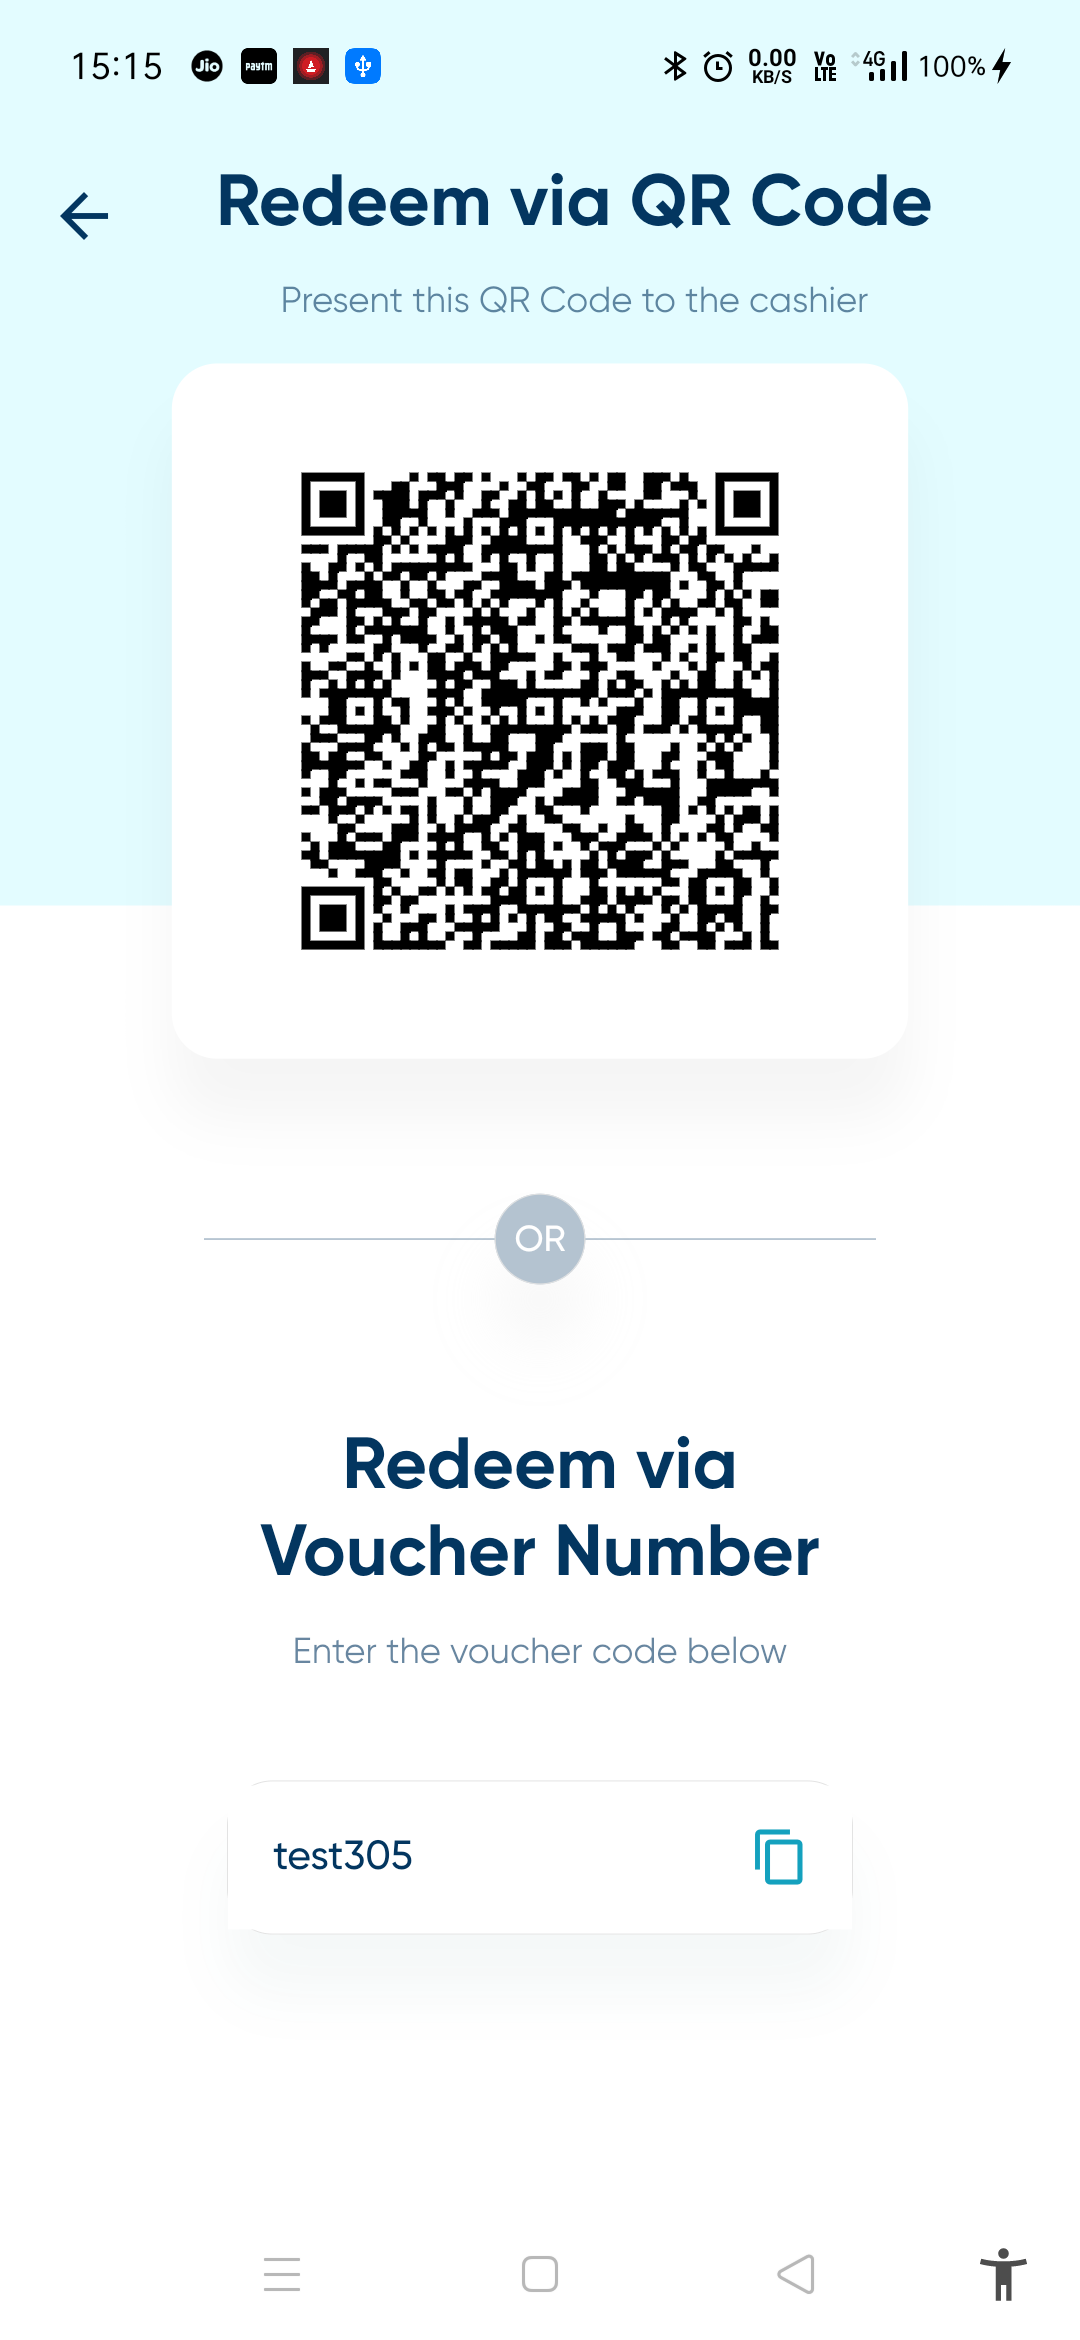 15:15 Jio paytm 0.00 KB/S Vo LTE 4G 100%
Redeem via QR Code
Present this QR Code to the cashier
OR
Redeem via
Voucher Number
Enter the voucher code below
test305